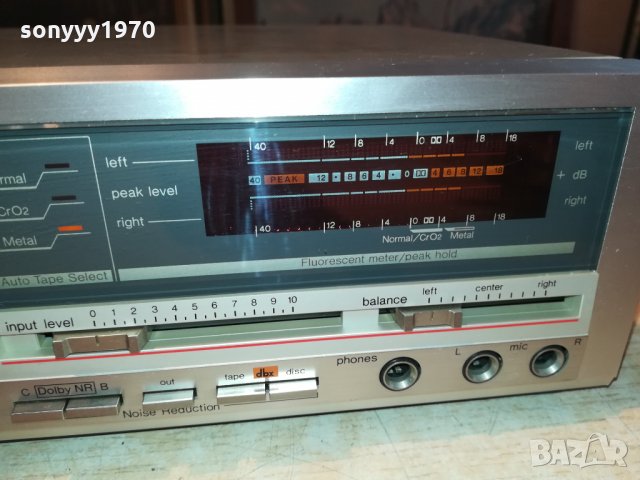 sonyyy1970
40 12 8 4 0 4 8 18
left left
ormal
40 PEAK 12 • 8 6 4 • 0 4 8 12 18
peak level + dB
CrO2
right right
Metal
40 12 8 4 0 4 8 18
Normal/CrO2 Metal
Fluorescent meter/peak hold
Auto Tape Select
input level 0 1 2 3 4 5 6 7 8 9 10
balance left center right
phones L mic R
C Dolby NR B out tape dbx disc
Noise Reduction
BAZAR